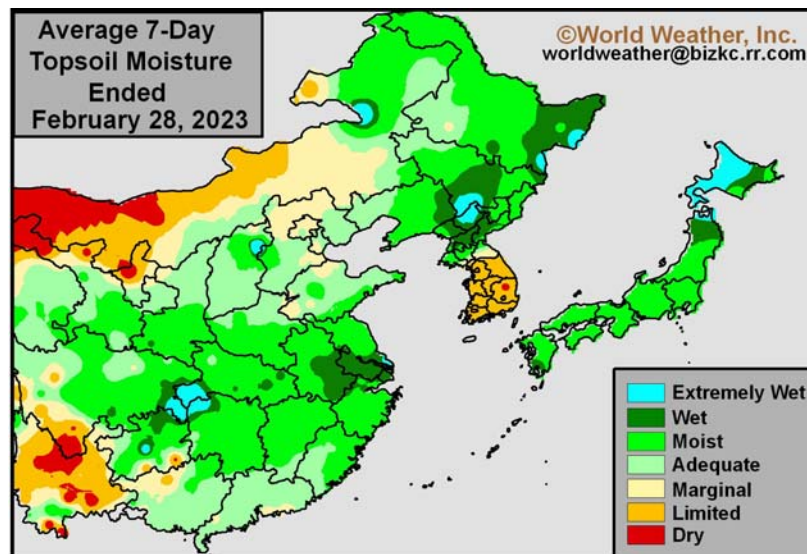 Average 7-Day
Topsoil Moisture
Ended
February 28, 2023
©World Weather, Inc.
worldweather@bizkc.rr.com
Extremely Wet
Wet
Moist
Adequate
Marginal
Limited
Dry